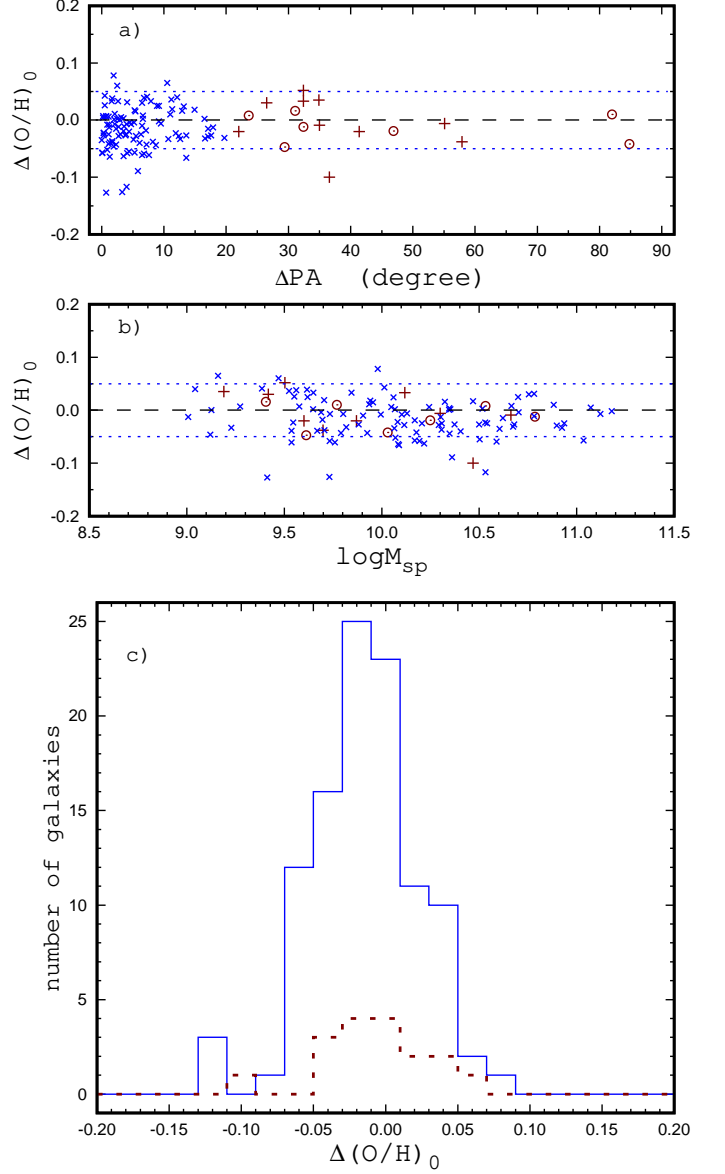 a)
0.2
0.1
0.0
-0.1
-0.2
Δ(O/H)0
0 10 20 30 40 50 60 70 80 90
ΔPA (degree)
b)
0.2
0.1
0.0
-0.1
-0.2
Δ(O/H)0
8.5 9.0 9.5 10.0 10.5 11.0 11.5
logMsp
c)
25
20
15
10
5
0
number of galaxies
-0.20 -0.15 -0.10 -0.05 0.00 0.05 0.10 0.15 0.20
Δ(O/H)0